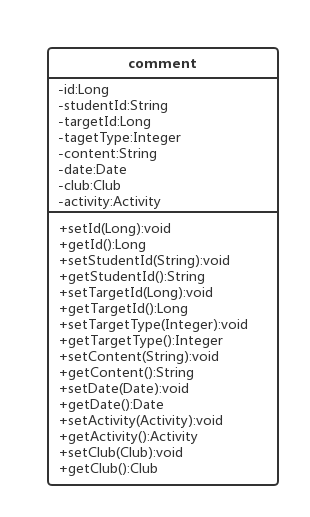 comment
-id:Long
-studentId:String
-targetId:Long
-tagetType:Integer
-content:String
-date:Date
-club:Club
-activity:Activity
+setId(Long):void
+getId():Long
+setStudentId(String):void
+getStudentId():String
+setTargetId(Long):void
+getTargetId():Long
+setTargetType(Integer):void
+getTargetType():Integer
+setContent(String):void
+getContent():String
+setDate(Date):void
+getDate():Date
+setActivity(Activity):void
+getActivity():Activity
+setClub(Club):void
+getClub():Club